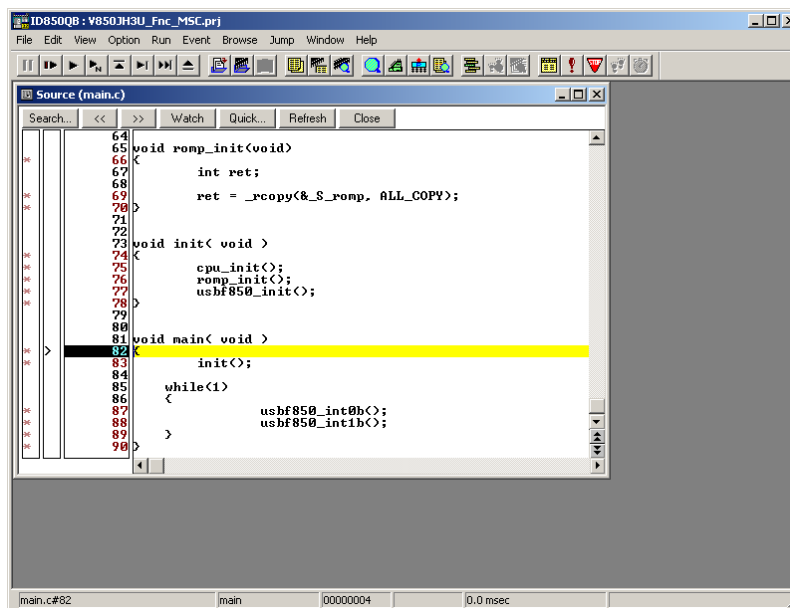 ID850QB : V850JH3U_Fnc_MSC.prj
File Edit View Option Run Event Browse Jump Window Help
Source (main.c)
Search... << >> Watch Quick... Refresh Close
64
65 void romp_init(void)
* 66 {
67 int ret;
68
* 69 ret = _rcopy(&_S_romp, ALL_COPY);
* 70 }
71
72
73 void init( void )
* 74 {
* 75 cpu_init();
* 76 romp_init();
* 77 usbf850_init();
* 78 }
79
80
81 void main( void )
* > 82 {
* 83 init();
84
85 while(1)
86 {
* 87 usbf850_int0b();
* 88 usbf850_int1b();
* 89 }
* 90 }
main.c#82 main 00000004 0.0 msec